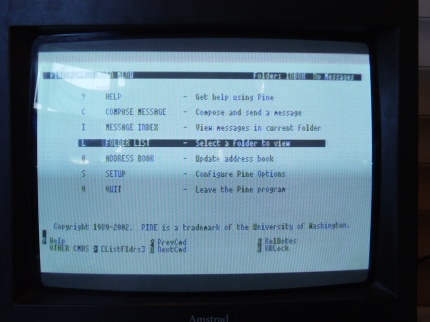 MAIN MENU Folder: INBOX No Messages
? HELP - Get help using Pine
C COMPOSE MESSAGE - Compose and send a message
I MESSAGE INDEX - View messages in current folder
L FOLDER LIST - Select a folder to view
A ADDRESS BOOK - Update address book
S SETUP - Configure Pine Options
Q QUIT - Leave the Pine program
Copyright 1989-2002. PINE is a trademark of the University of Washington.
Help PrevCmd RelNotes
OTHER CMDS [ListFldrs] NextCmd KBLock
Amstrad